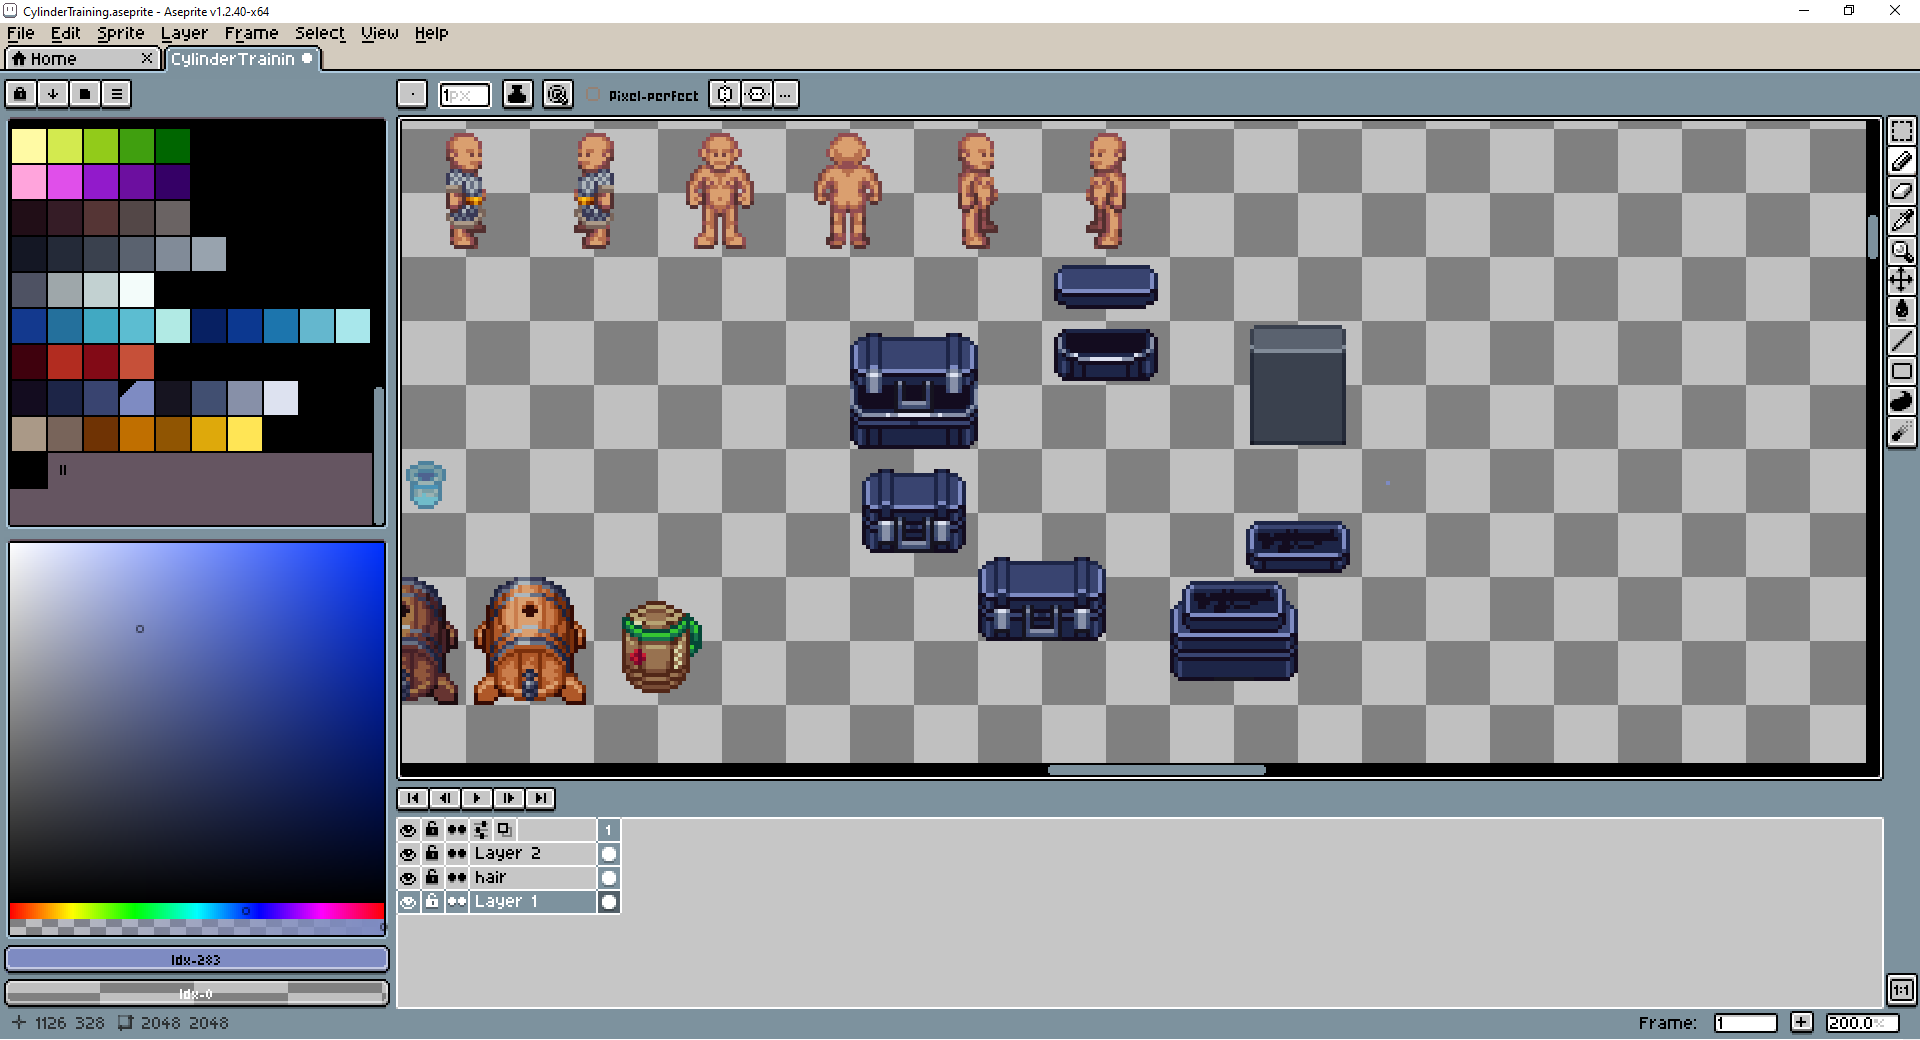 CylinderTraining.aseprite - Aseprite v1.2.40-x64
File Edit Sprite Layer Frame Select View Help
Home
CylinderTrainin
1px
Pixel-perfect
1
Layer 2
hair
Layer 1
Idx-283
Idx-0
1126 328 2048 2048
Frame: 1
200.0%
1:1